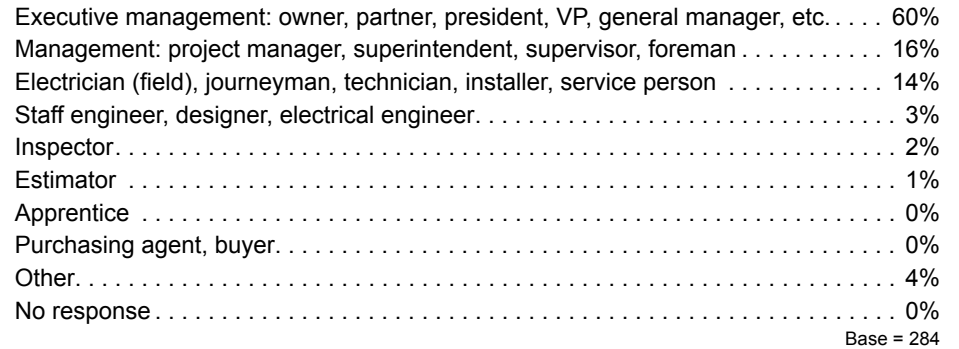 Executive management: owner, partner, president, VP, general manager, etc. . . . . 60%
Management: project manager, superintendent, supervisor, foreman . . . . . . . . . . . 16%
Electrician (field), journeyman, technician, installer, service person . . . . . . . . . . . . 14%
Staff engineer, designer, electrical engineer. . . . . . . . . . . . . . . . . . . . . . . . . . . . . . . 3%
Inspector. . . . . . . . . . . . . . . . . . . . . . . . . . . . . . . . . . . . . . . . . . . . . . . . . . . . . . . . 2%
Estimator . . . . . . . . . . . . . . . . . . . . . . . . . . . . . . . . . . . . . . . . . . . . . . . . . . . . . . . 1%
Apprentice . . . . . . . . . . . . . . . . . . . . . . . . . . . . . . . . . . . . . . . . . . . . . . . . . . . . . . 0%
Purchasing agent, buyer. . . . . . . . . . . . . . . . . . . . . . . . . . . . . . . . . . . . . . . . . . . . . 0%
Other. . . . . . . . . . . . . . . . . . . . . . . . . . . . . . . . . . . . . . . . . . . . . . . . . . . . . . . . . . . 4%
No response . . . . . . . . . . . . . . . . . . . . . . . . . . . . . . . . . . . . . . . . . . . . . . . . . . . . . 0%
Base = 284